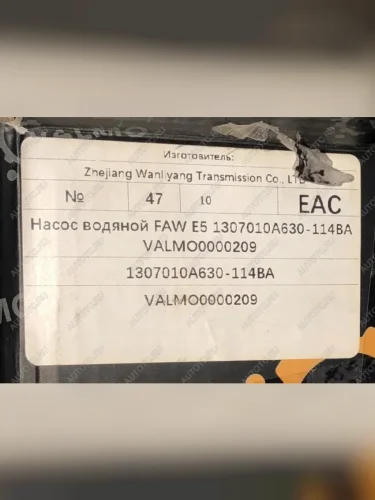 Изготовитель:
Zhejiang Wanliyang Transmission Co., LTD
№ 47 10 EAC
Насос водяной FAW E5 1307010A630-114BA
VALMO0000209
1307010A630-114BA
VALMO0000209